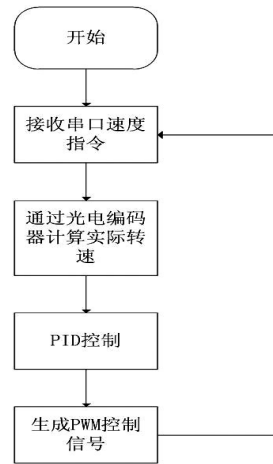 开始
接收串口速度
指令
通过光电编码
器计算实际转
速
PID控制
生成PWM控制
信号